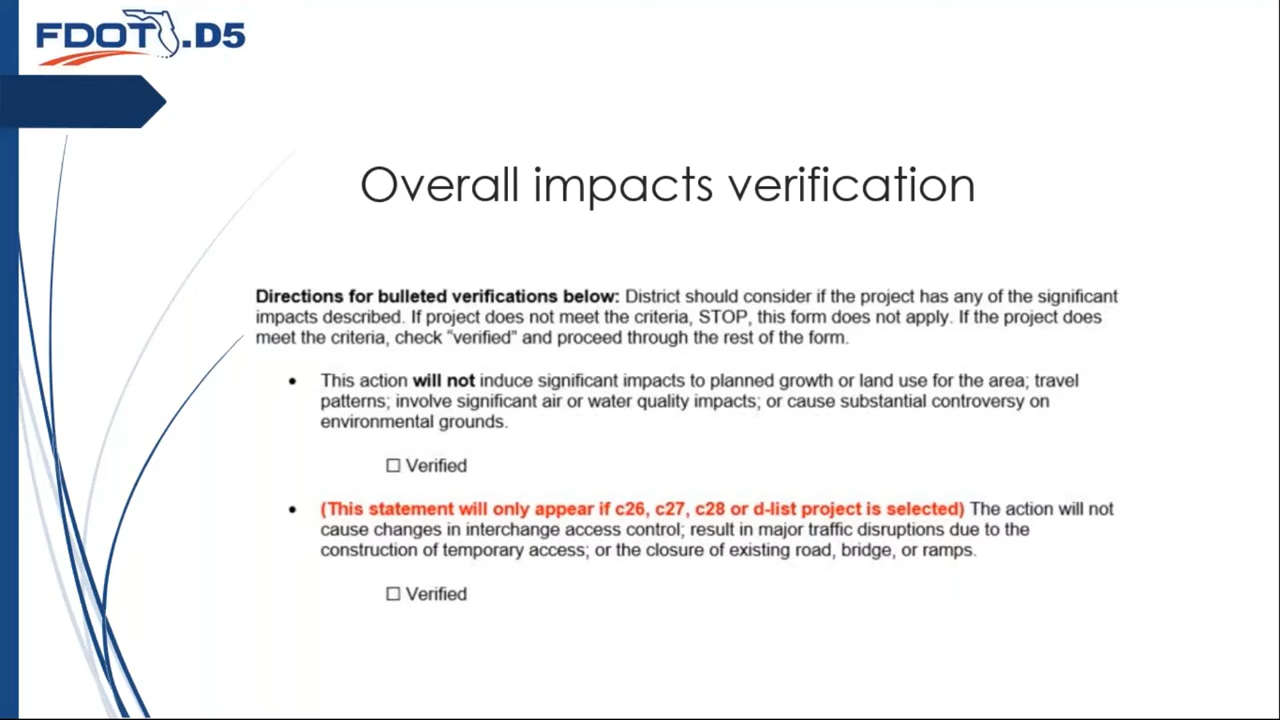 FDOT.D5
Overall impacts verification
Directions for bulleted verifications below: District should consider if the project has any of the significant
impacts described. If project does not meet the criteria, STOP, this form does not apply. If the project does
meet the criteria, check “verified” and proceed through the rest of the form.
• This action will not induce significant impacts to planned growth or land use for the area; travel
patterns; involve significant air or water quality impacts; or cause substantial controversy on
environmental grounds.
☐ Verified
• (This statement will only appear if c26, c27, c28 or d-list project is selected) The action will not
cause changes in interchange access control; result in major traffic disruptions due to the
construction of temporary access; or the closure of existing road, bridge, or ramps.
☐ Verified